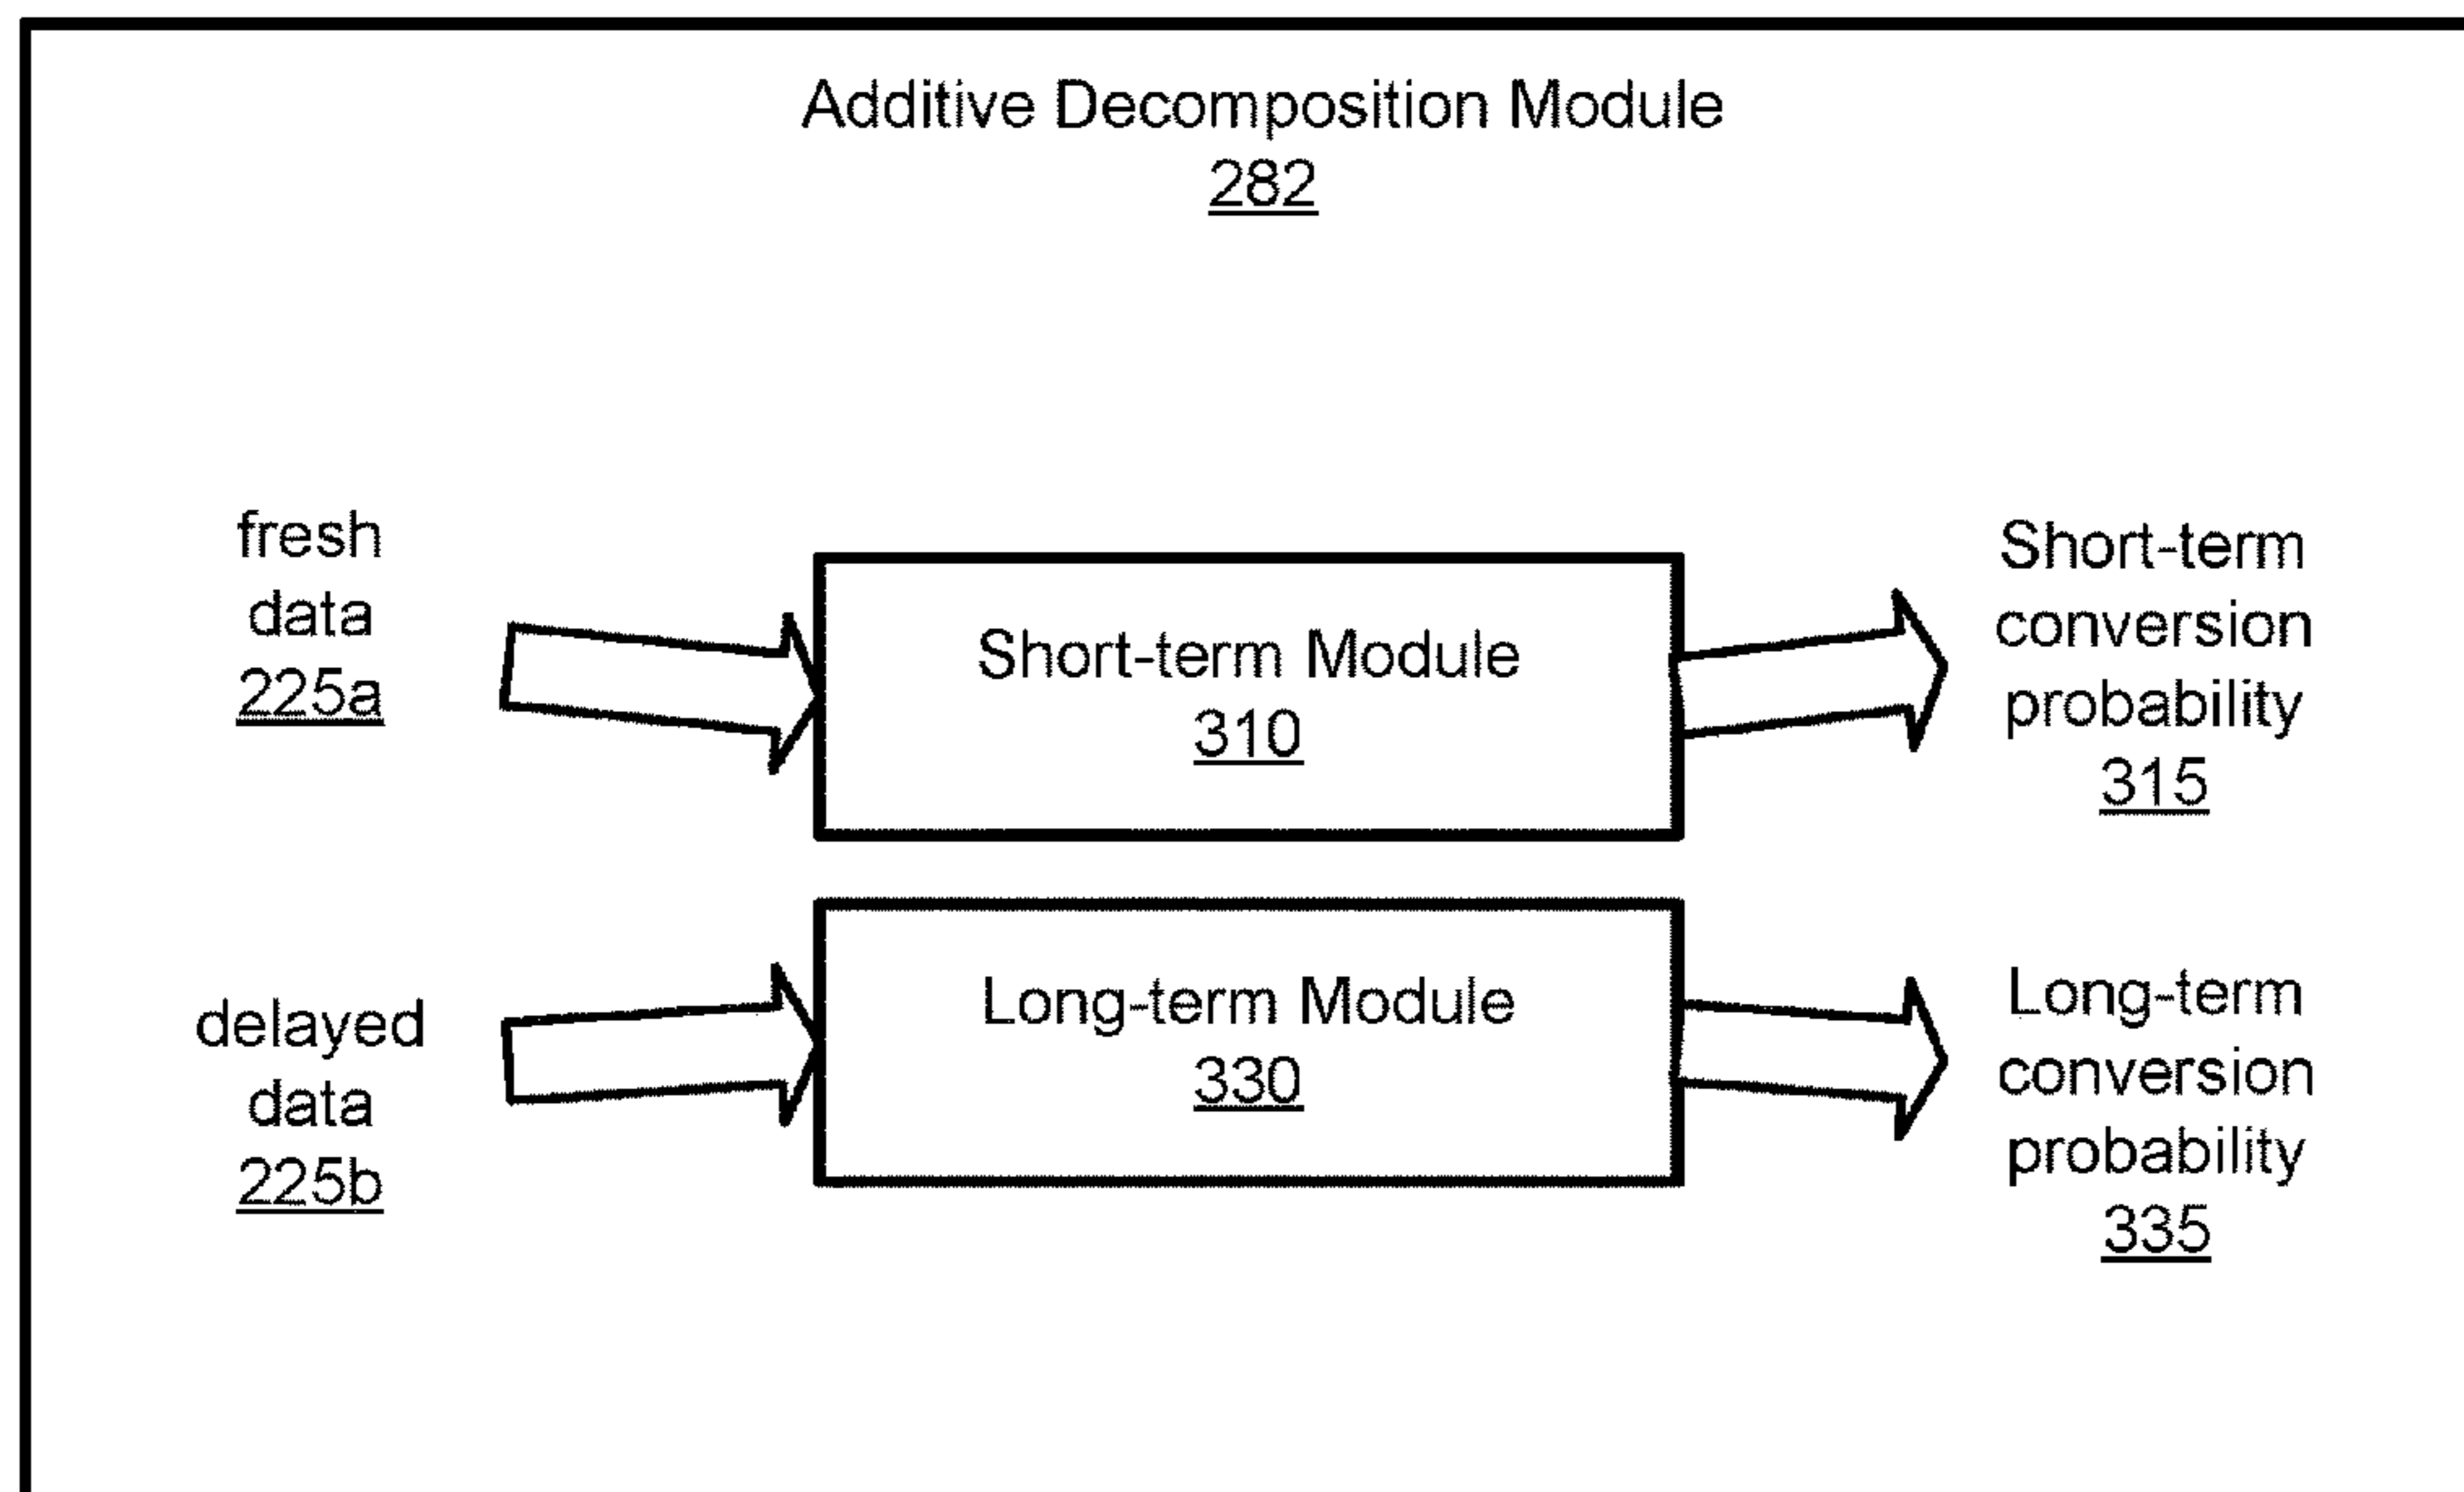 Additive Decomposition Module
282
fresh
data
225a
Short-term Module
310
Short-term
conversion
probability
315
delayed
data
225b
Long-term Module
330
Long-term
conversion
probability
335